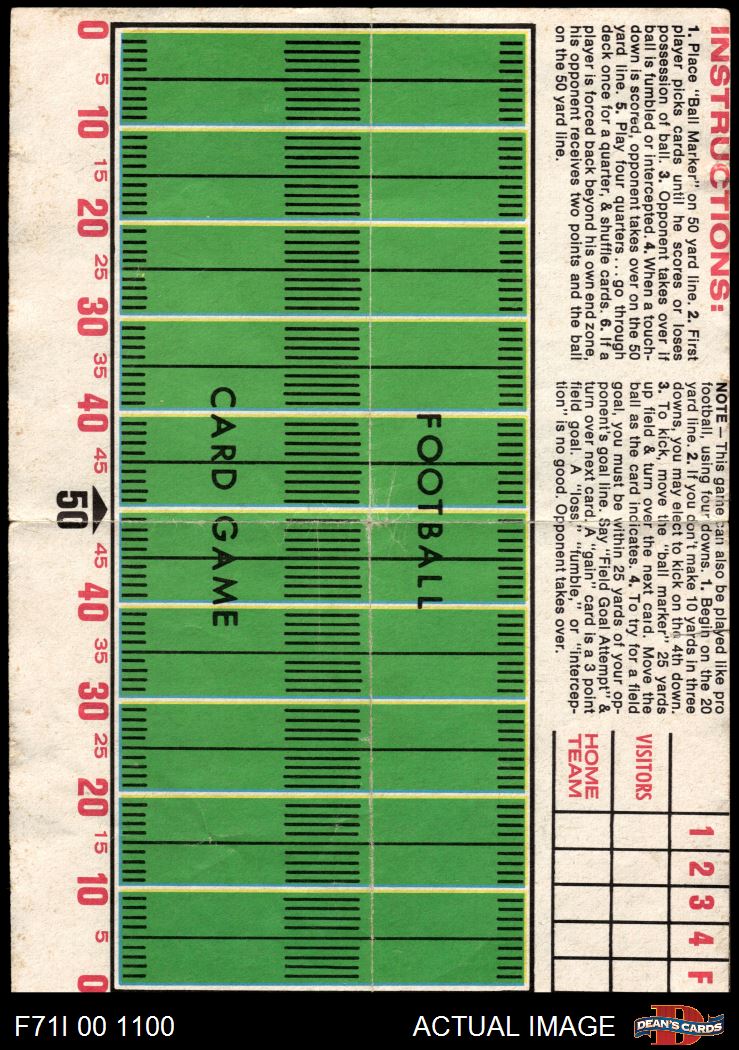 INSTRUCTIONS:
1. Place "Ball Marker" on 50 yard line. 2. First
player picks cards until he scores or loses
possession of ball. 3. Opponent takes over if
ball is fumbled or intercepted. 4. When a touch-
down is scored, opponent takes over on the 50
yard line. 5. Play four quarters . . . go through
deck once for a quarter, & shuffle cards. 6. If a
player is forced back beyond his own end zone,
his opponent receives two points and the ball
on the 50 yard line.
NOTE — This game can also be played like pro
football, using four downs. 1. Begin on the 20
yard line. 2. If you don't make 10 yards in three
downs, you may elect to kick on the 4th down.
3. To kick, move the "ball marker" 25 yards
up field & turn over the next card. Move the
ball as the card indicates. 4. To try for a field
goal, you must be within 25 yards of your op-
ponent's goal line. Say "Field Goal Attempt" &
turn over next card. A "gain" card is a 3 point
field goal. A "loss," "fumble," or "intercep-
tion" is no good. Opponent takes over.
1 2 3 4 F
VISITORS
HOME
TEAM
FOOTBALL
CARD GAME
0 5 10 15 20 25 30 35 40 45 50 45 40 35 30 25 20 15 10 5 0
F71I 00 1100
ACTUAL IMAGE
D
DEAN'S CARDS